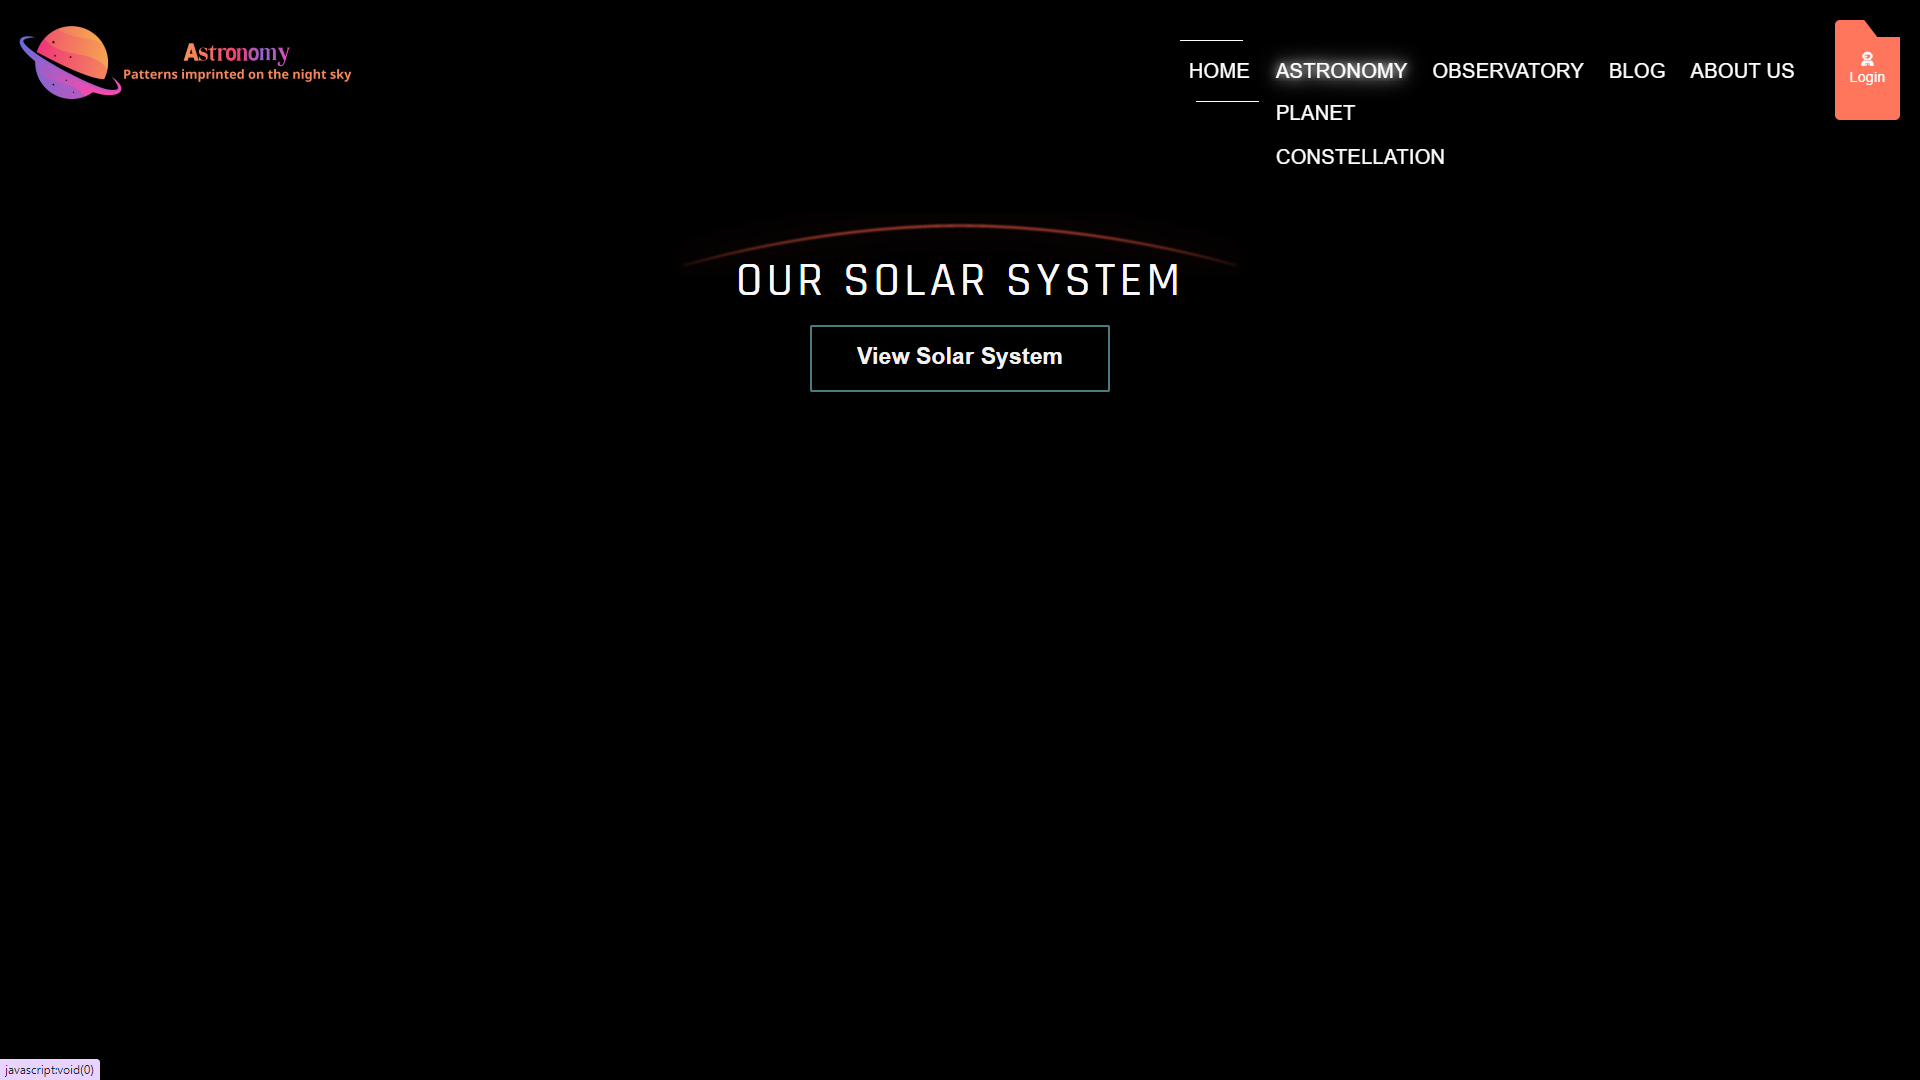 Astronomy
Patterns imprinted on the night sky
HOME ASTRONOMY OBSERVATORY BLOG ABOUT US
Login
PLANET
CONSTELLATION
OUR SOLAR SYSTEM
View Solar System
javascript:void(0)